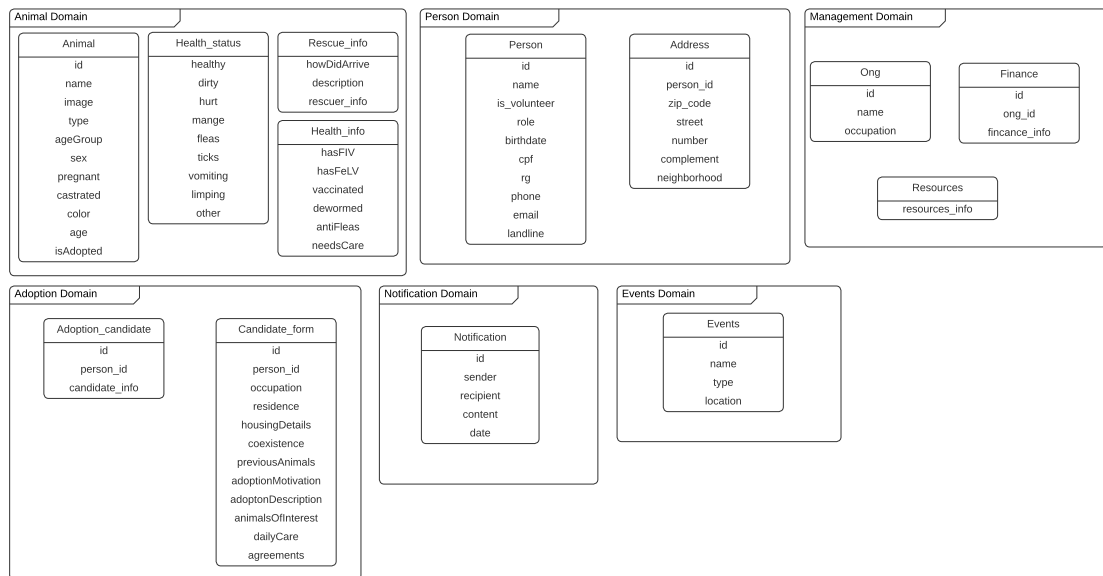 Animal Domain
Animal
id
name
image
type
ageGroup
sex
pregnant
castrated
color
age
isAdopted
Health_status
healthy
dirty
hurt
mange
fleas
ticks
vomiting
limping
other
Rescue_info
howDidArrive
description
rescuer_info
Health_info
hasFIV
hasFeLV
vaccinated
dewormed
antiFleas
needsCare
Person Domain
Person
id
name
is_volunteer
role
birthdate
cpf
rg
phone
email
landline
Address
id
person_id
zip_code
street
number
complement
neighborhood
Management Domain
Ong
id
name
occupation
Finance
id
ong_id
fincance_info
Resources
resources_info
Adoption Domain
Adoption_candidate
id
person_id
candidate_info
Candidate_form
id
person_id
occupation
residence
housingDetails
coexistence
previousAnimals
adoptionMotivation
adoptonDescription
animalsOfInterest
dailyCare
agreements
Notification Domain
Notification
id
sender
recipient
content
date
Events Domain
Events
id
name
type
location